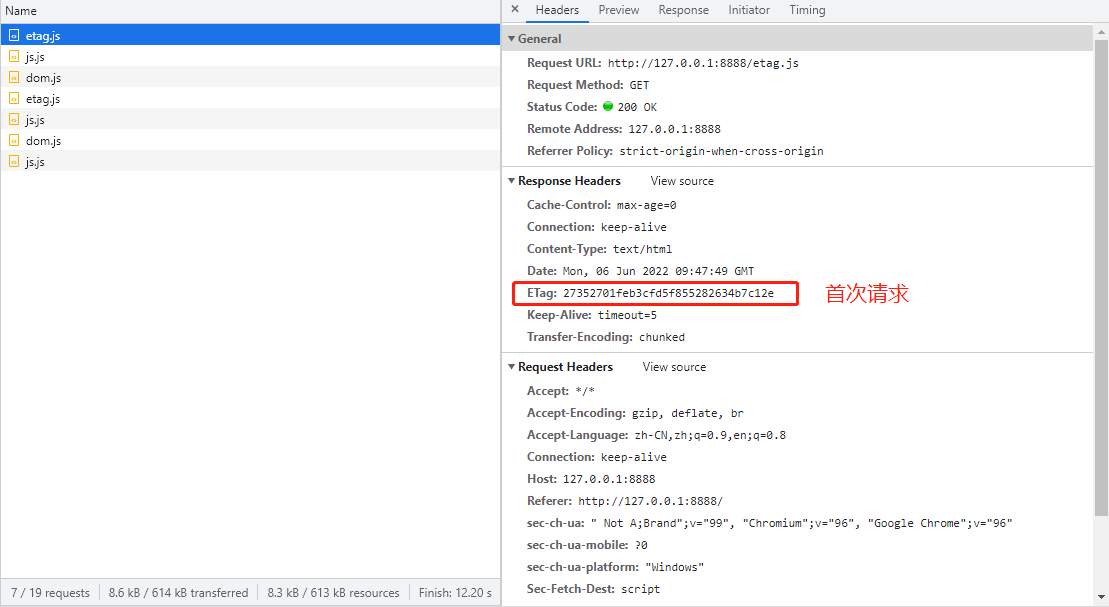 Name
etag.js
js.js
dom.js
etag.js
js.js
dom.js
js.js
7 / 19 requests 8.6 kB / 614 kB transferred 8.3 kB / 613 kB resources Finish: 12.20 s
× Headers Preview Response Initiator Timing
General
Request URL: http://127.0.0.1:8888/etag.js
Request Method: GET
Status Code: 200 OK
Remote Address: 127.0.0.1:8888
Referrer Policy: strict-origin-when-cross-origin
Response Headers View source
Cache-Control: max-age=0
Connection: keep-alive
Content-Type: text/html
Date: Mon, 06 Jun 2022 09:47:49 GMT
ETag: 27352701feb3cfd5f855282634b7c12e 首次请求
Keep-Alive: timeout=5
Transfer-Encoding: chunked
Request Headers View source
Accept: */*
Accept-Encoding: gzip, deflate, br
Accept-Language: zh-CN,zh;q=0.9,en;q=0.8
Connection: keep-alive
Host: 127.0.0.1:8888
Referer: http://127.0.0.1:8888/
sec-ch-ua: " Not A;Brand";v="99", "Chromium";v="96", "Google Chrome";v="96"
sec-ch-ua-mobile: ?0
sec-ch-ua-platform: "Windows"
Sec-Fetch-Dest: script